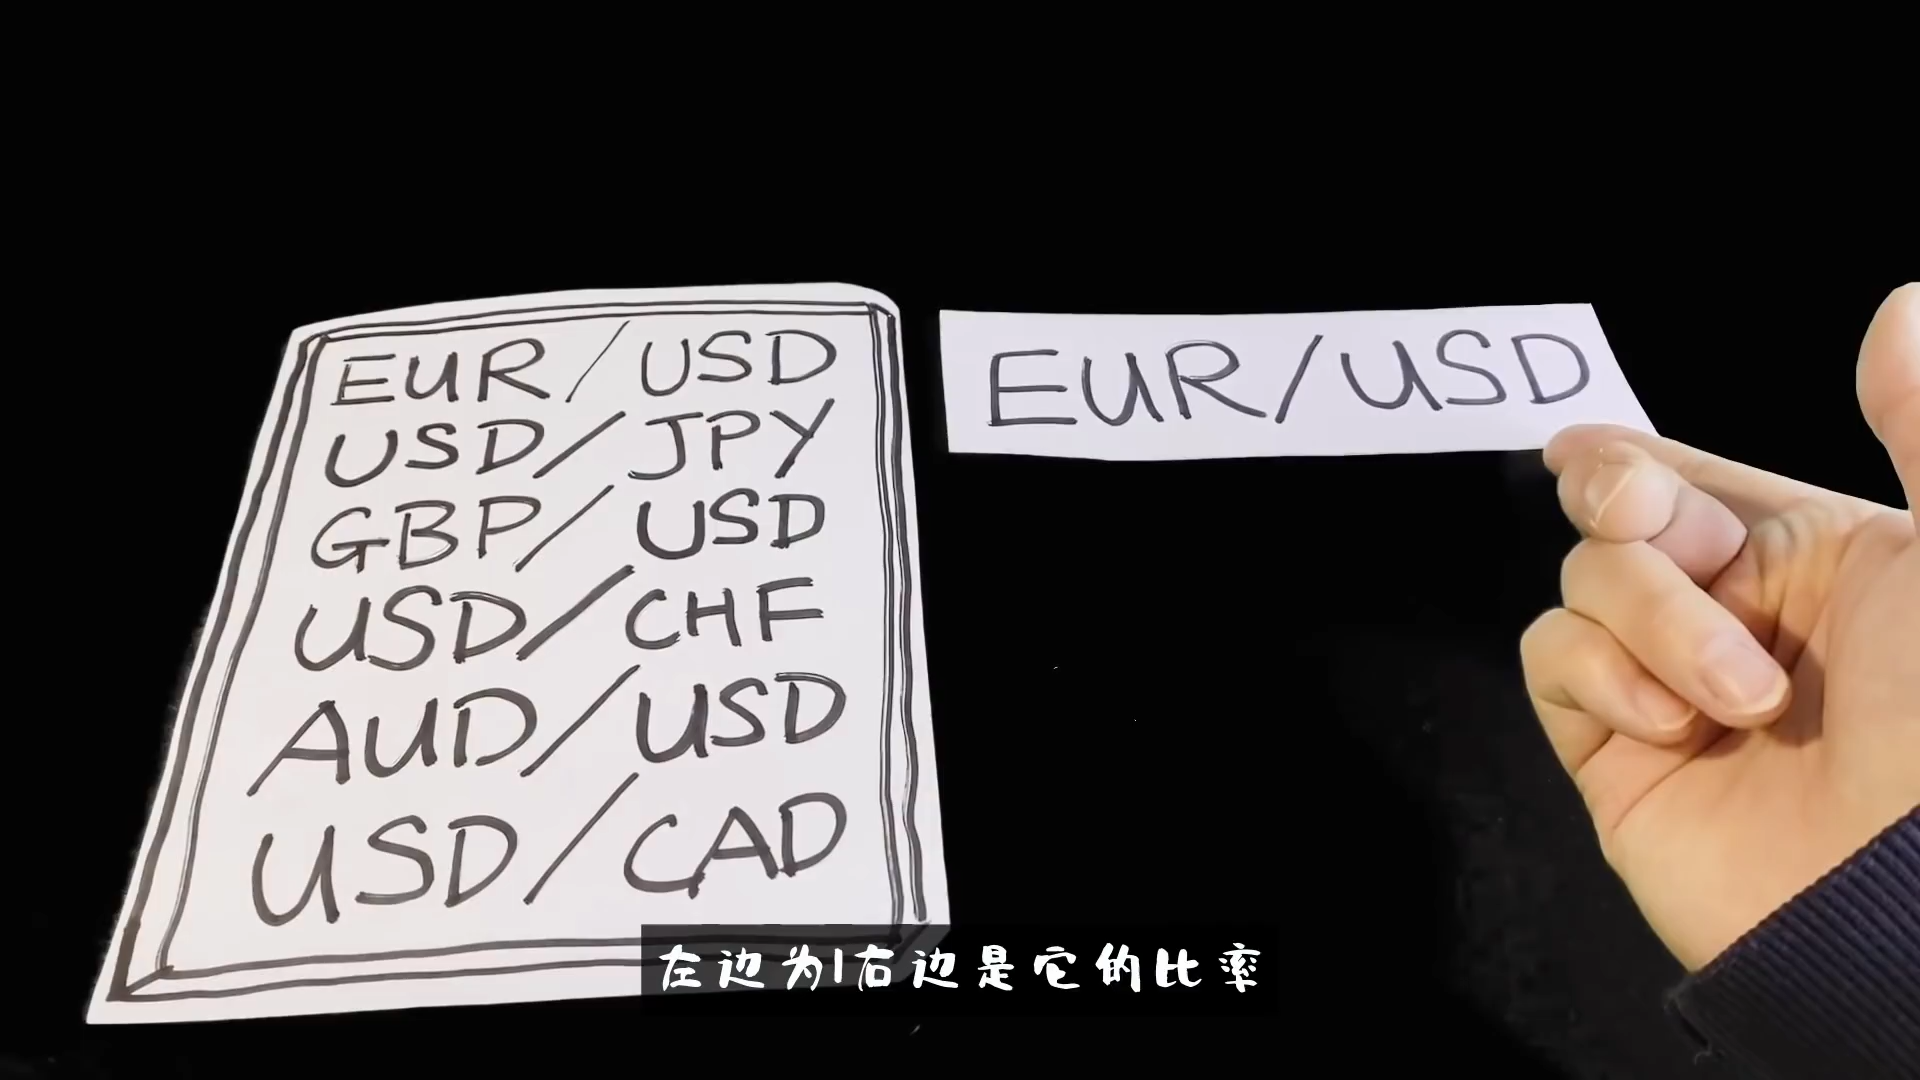 EUR/USD
USD/JPY
GBP/USD
USD/CHF
AUD/USD
USD/CAD
EUR/USD
左边为1右边是它的比率